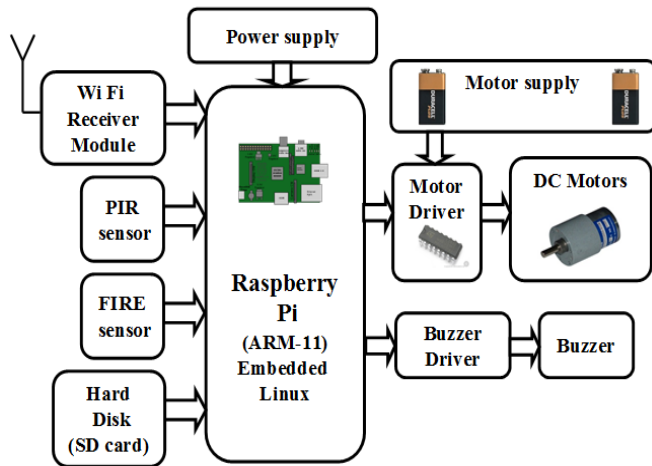 Power supply
Wi Fi
Receiver
Module
Motor supply
PIR
sensor
Motor
Driver
DC Motors
FIRE
sensor
Raspberry
Pi
(ARM-11)
Embedded
Linux
Buzzer
Driver
Buzzer
Hard
Disk
(SD card)